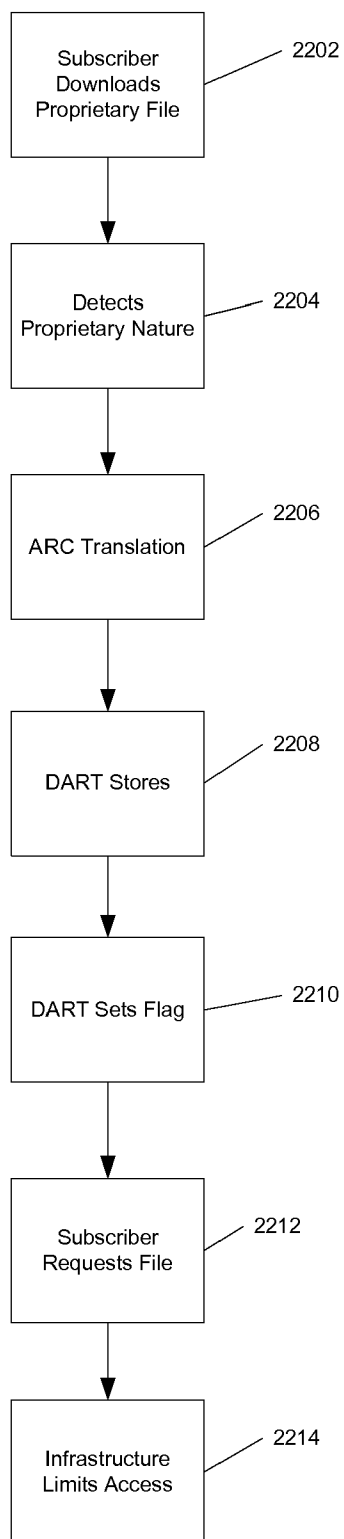 Subscriber
Downloads
Proprietary File
2202
Detects
Proprietary Nature
2204
ARC Translation
2206
DART Stores
2208
DART Sets Flag
2210
Subscriber
Requests File
2212
Infrastructure
Limits Access
2214